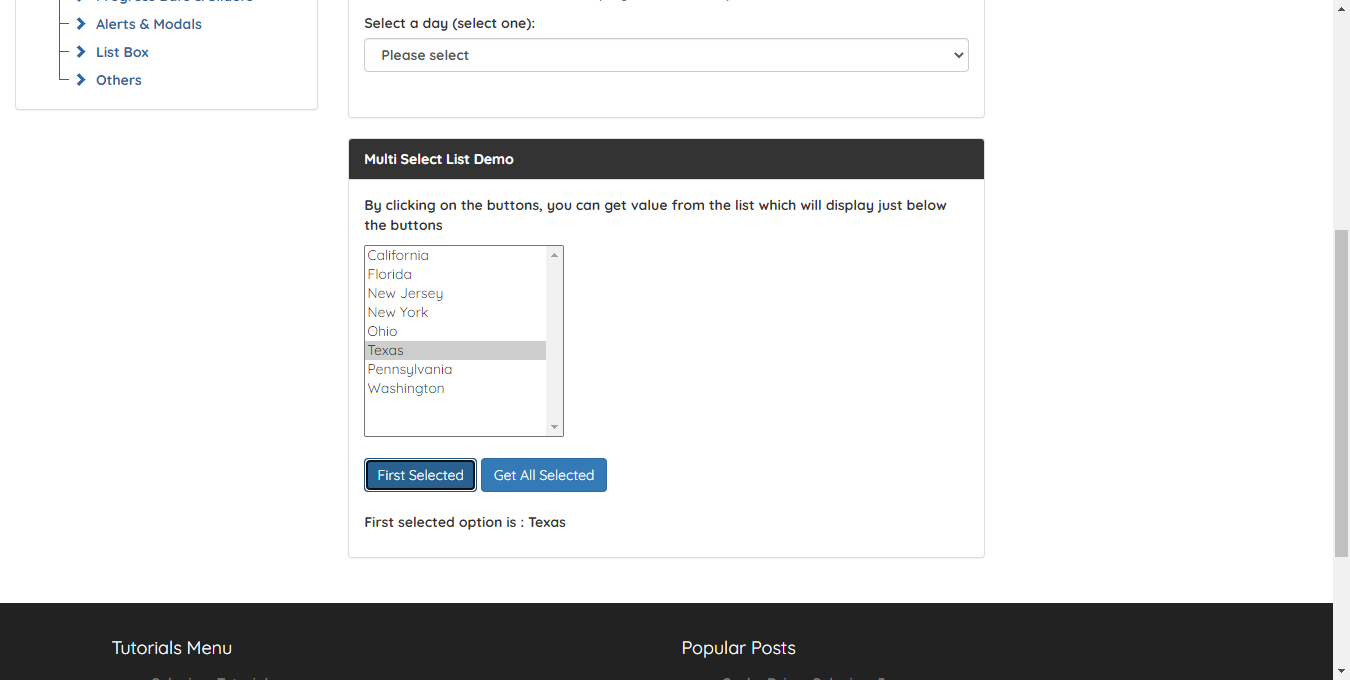 Alerts & Modals
List Box
Others
Select a day (select one):
Please select
Multi Select List Demo
By clicking on the buttons, you can get value from the list which will display just below
the buttons
California
Florida
New Jersey
New York
Ohio
Texas
Pennsylvania
Washington
First Selected
Get All Selected
First selected option is : Texas
Tutorials Menu
Popular Posts